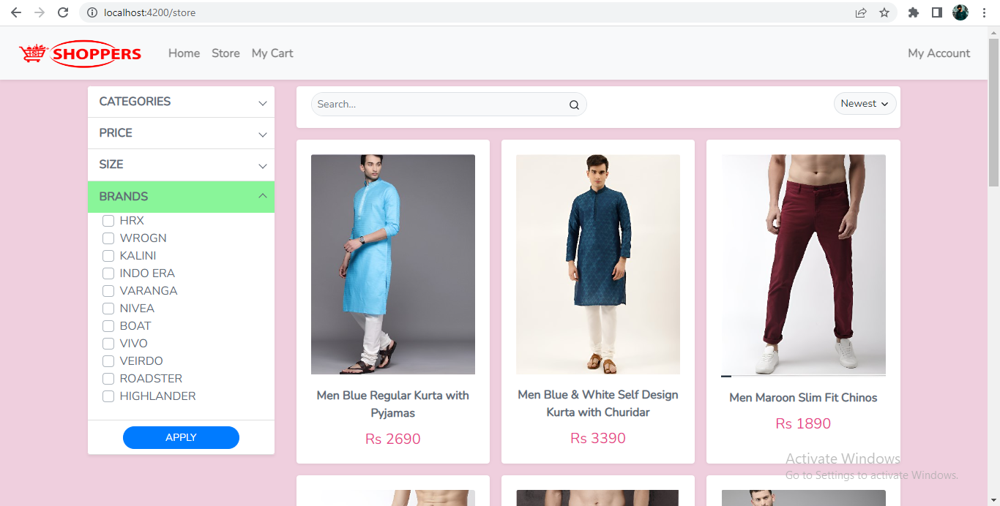 localhost:4200/store
SHOPPERS
Home Store My Cart
My Account
CATEGORIES
PRICE
SIZE
BRANDS
HRX
WROGN
KALINI
INDO ERA
VARANGA
NIVEA
BOAT
VIVO
VEIRDO
ROADSTER
HIGHLANDER
APPLY
Search...
Newest
Men Blue Regular Kurta with
Pyjamas
Rs 2690
Men Blue & White Self Design
Kurta with Churidar
Rs 3390
Men Maroon Slim Fit Chinos
Rs 1890
Activate Windows
Go to Settings to activate Windows.